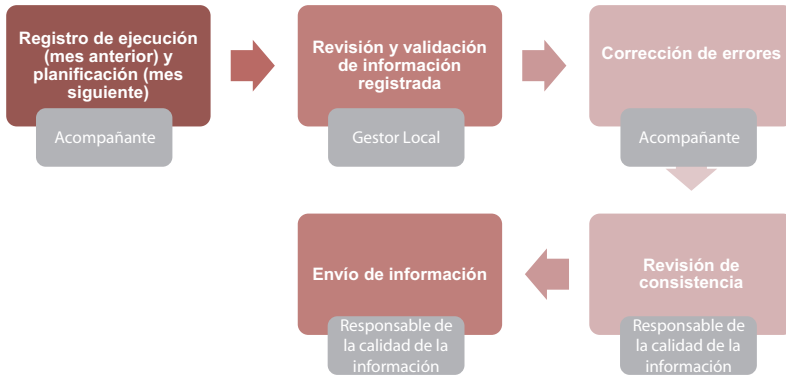 Registro de ejecución
(mes anterior) y
planificación (mes
siguiente)
Acompañante
Revisión y validación
de información
registrada
Gestor Local
Corrección de errores
Acompañante
Revisión de
consistencia
Responsable de
la calidad de la
información
Envío de información
Responsable de
la calidad de la
información